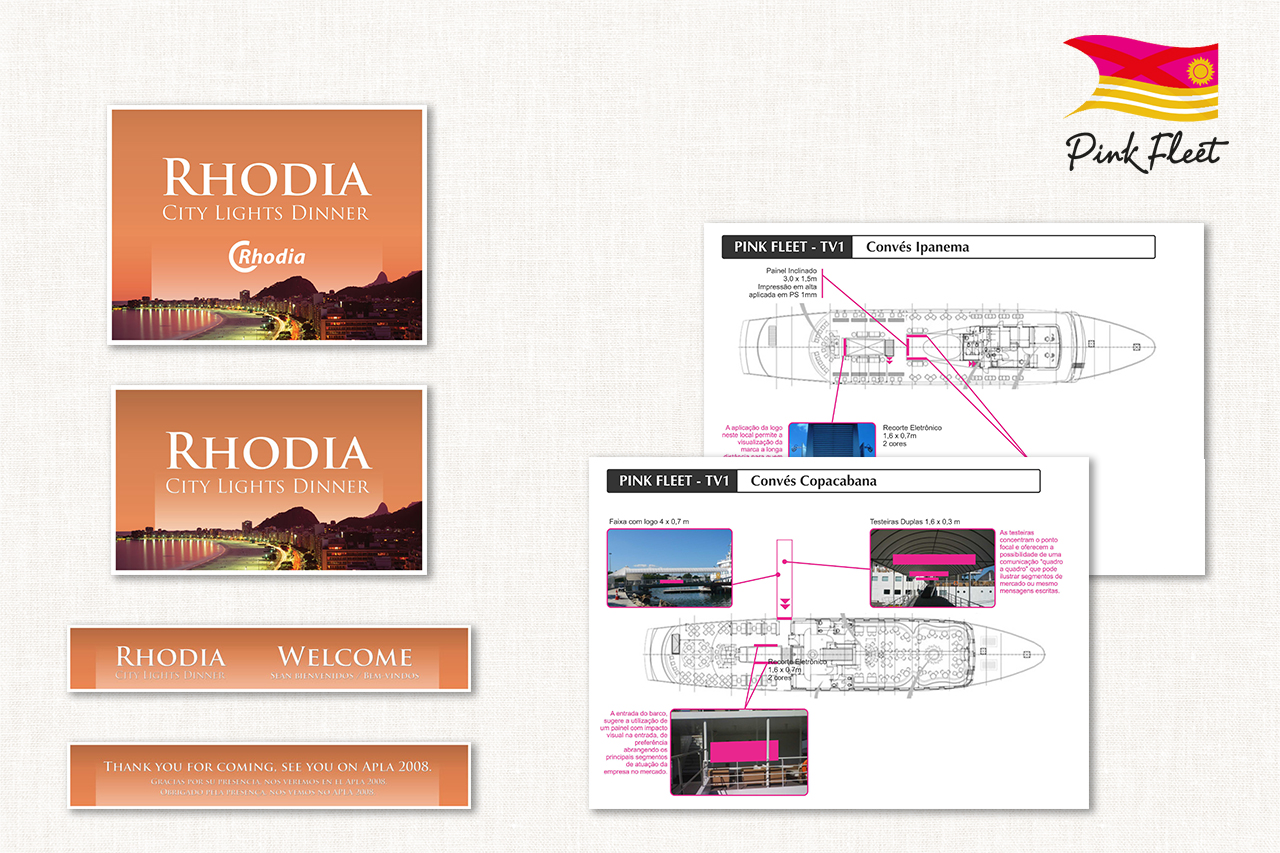 RHODIA
CITY LIGHTS DINNER
Rhodia
RHODIA
CITY LIGHTS DINNER
RHODIA
CITY LIGHTS DINNER
WELCOME
SEAN BIENVENIDOS / BEM-VINDOS
THANK YOU FOR COMING, SEE YOU ON APLA 2008.
GRACIAS POR SU PRESENCIA, NOS VEREMOS EN EL APLA 2008.
OBRIGADO PELA PRESENÇA, NOS VEMOS NO APLA 2008.
Pink Fleet
PINK FLEET - TV1
Convés Ipanema
Painel Inclinado
3,0 x 1,5m
Impressão em alta
aplicada em PS 1mm
A aplicação da logo
neste local permite a
visualização da
marca a longa
distância para quem
Recorte Eletrônico
1,6 x 0,7m
2 cores
PINK FLEET - TV1
Convés Copacabana
Faixa com logo 4 x 0,7 m
Testeiras Duplas 1,6 x 0,3 m
As testeiras
concentram o ponto
focal e oferecem a
possibilidade de uma
comunicação "quadro
a quadro" que pode
ilustrar segmentos de
mercado ou mesmo
mensagens escritas.
Recorte Eletrônico
1,6 x 0,7m
2 cores
A entrada do barco,
sugere a utilização de
um painel com impacto
visual na entrada, do
preferência
abrangendo os
principais segmentos
de atuação da
empresa no mercado.